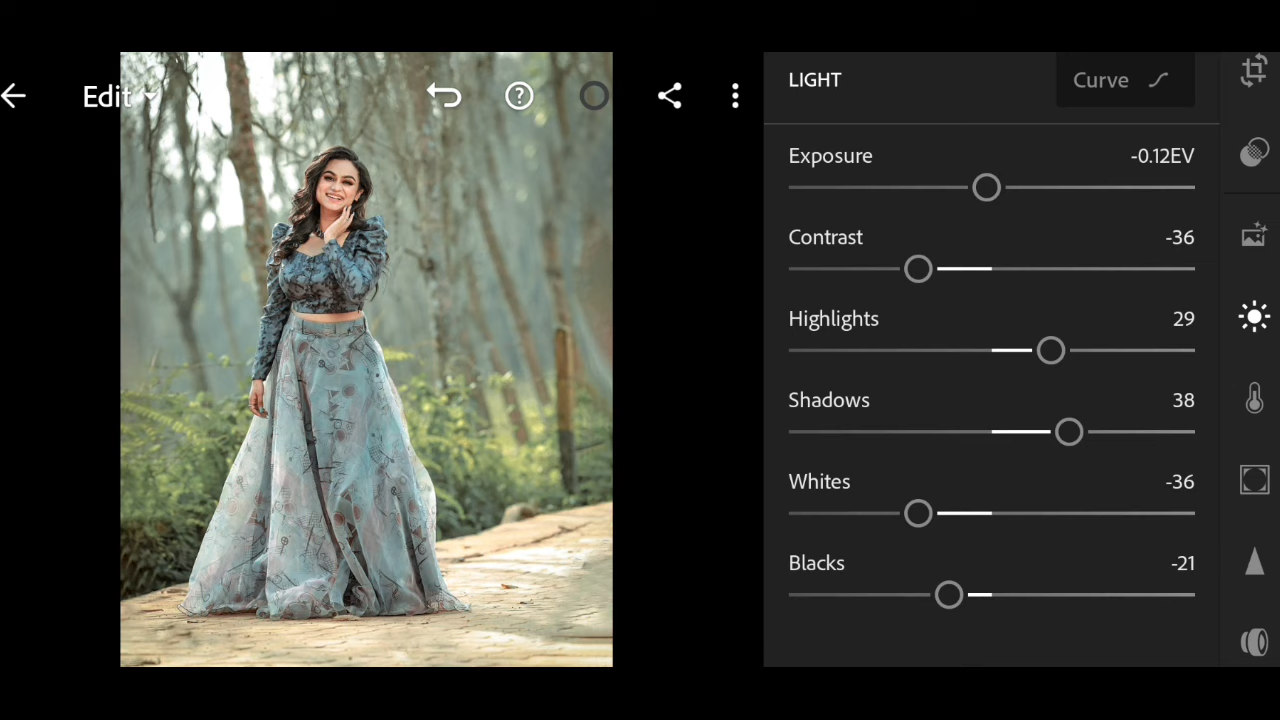 Edit
LIGHT
Curve
Exposure -0.12EV
Contrast -36
Highlights 29
Shadows 38
Whites -36
Blacks -21